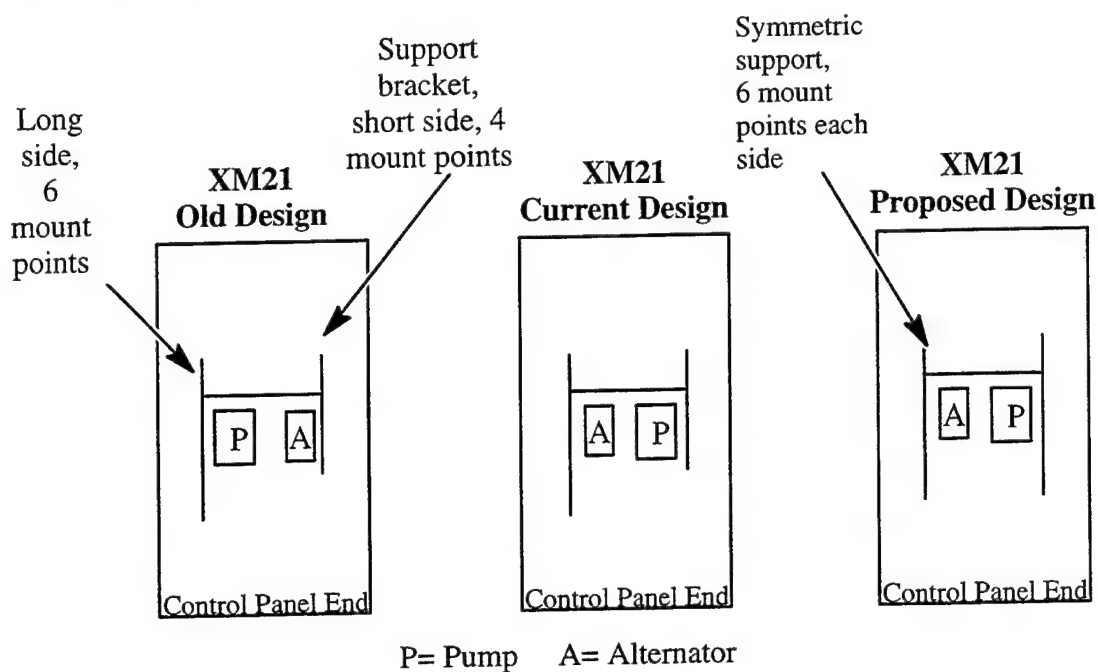 Long
side,
6
mount
points
Support
bracket,
short side, 4
mount points
Symmetric
support,
6 mount
points each
side
XM21
Old Design
XM21
Current Design
XM21
Proposed Design
P A
A P
A P
Control Panel End
Control Panel End
Control Panel End
P= Pump A= Alternator